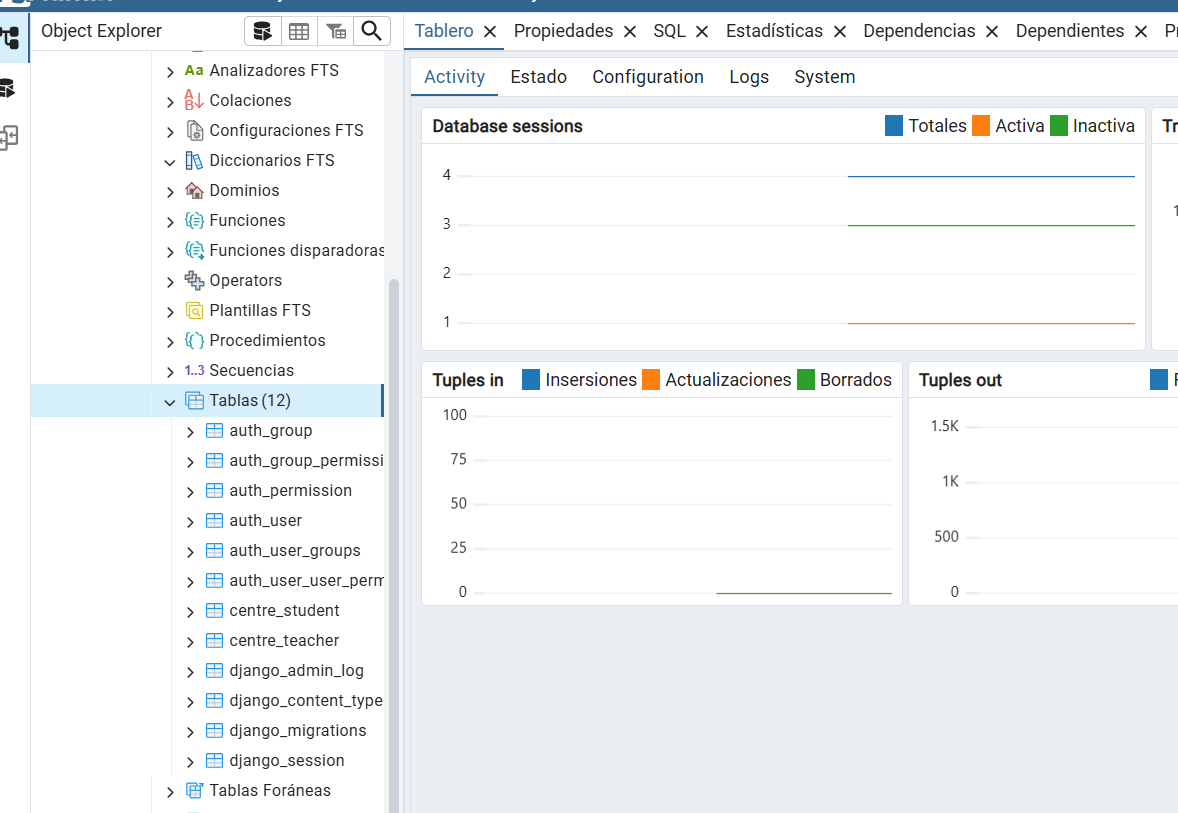 Object Explorer
Tablero
Propiedades
SQL
Estadísticas
Dependencias
Dependientes
Aa Analizadores FTS
Colaciones
Configuraciones FTS
Diccionarios FTS
Dominios
Funciones
Funciones disparadoras
Operators
Plantillas FTS
Procedimientos
1..3 Secuencias
Tablas (12)
auth_group
auth_group_permissi
auth_permission
auth_user
auth_user_groups
auth_user_user_perm
centre_student
centre_teacher
django_admin_log
django_content_type
django_migrations
django_session
Tablas Foráneas
Activity
Estado
Configuration
Logs
System
Database sessions
Totales Activa Inactiva
4
3
2
1
Tuples in
Inserciones Actualizaciones Borrados
100
75
50
25
0
Tuples out
1.5K
1K
500
0